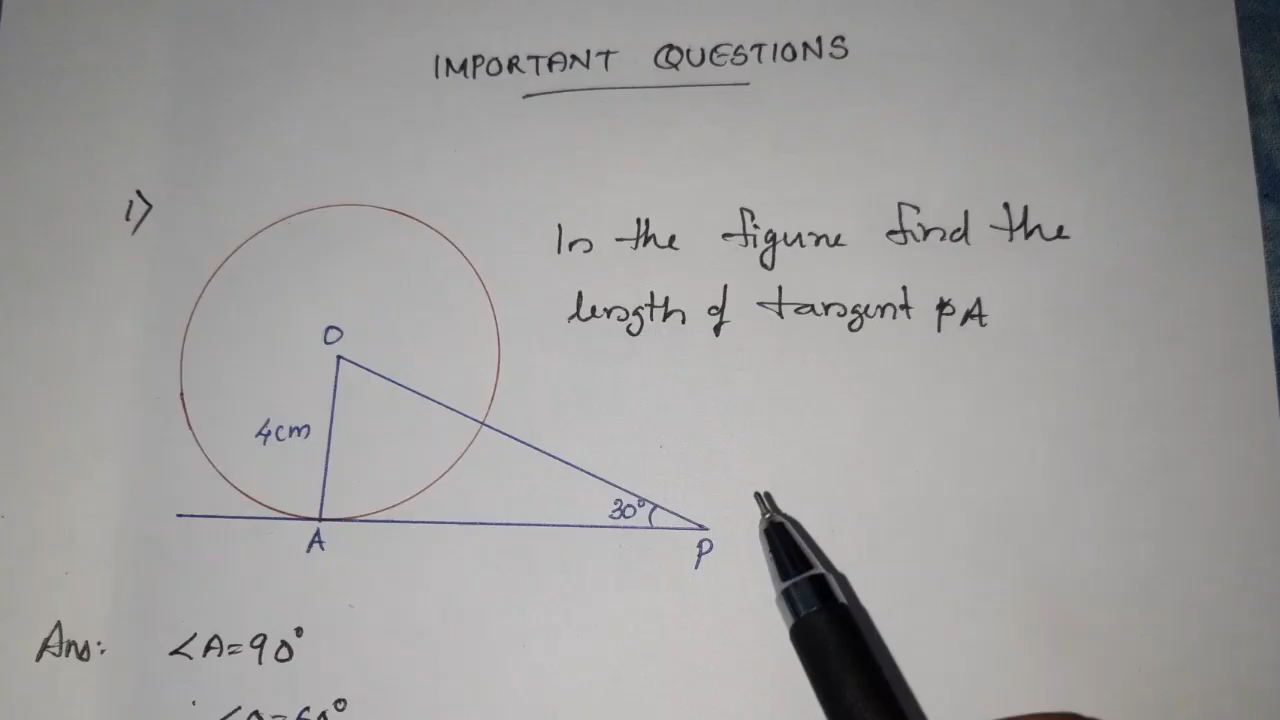 IMPORTANT QUESTIONS
1)
In the figure find the
length of tangent PA
O
4cm
30°
A
P
Ans: <A=90°